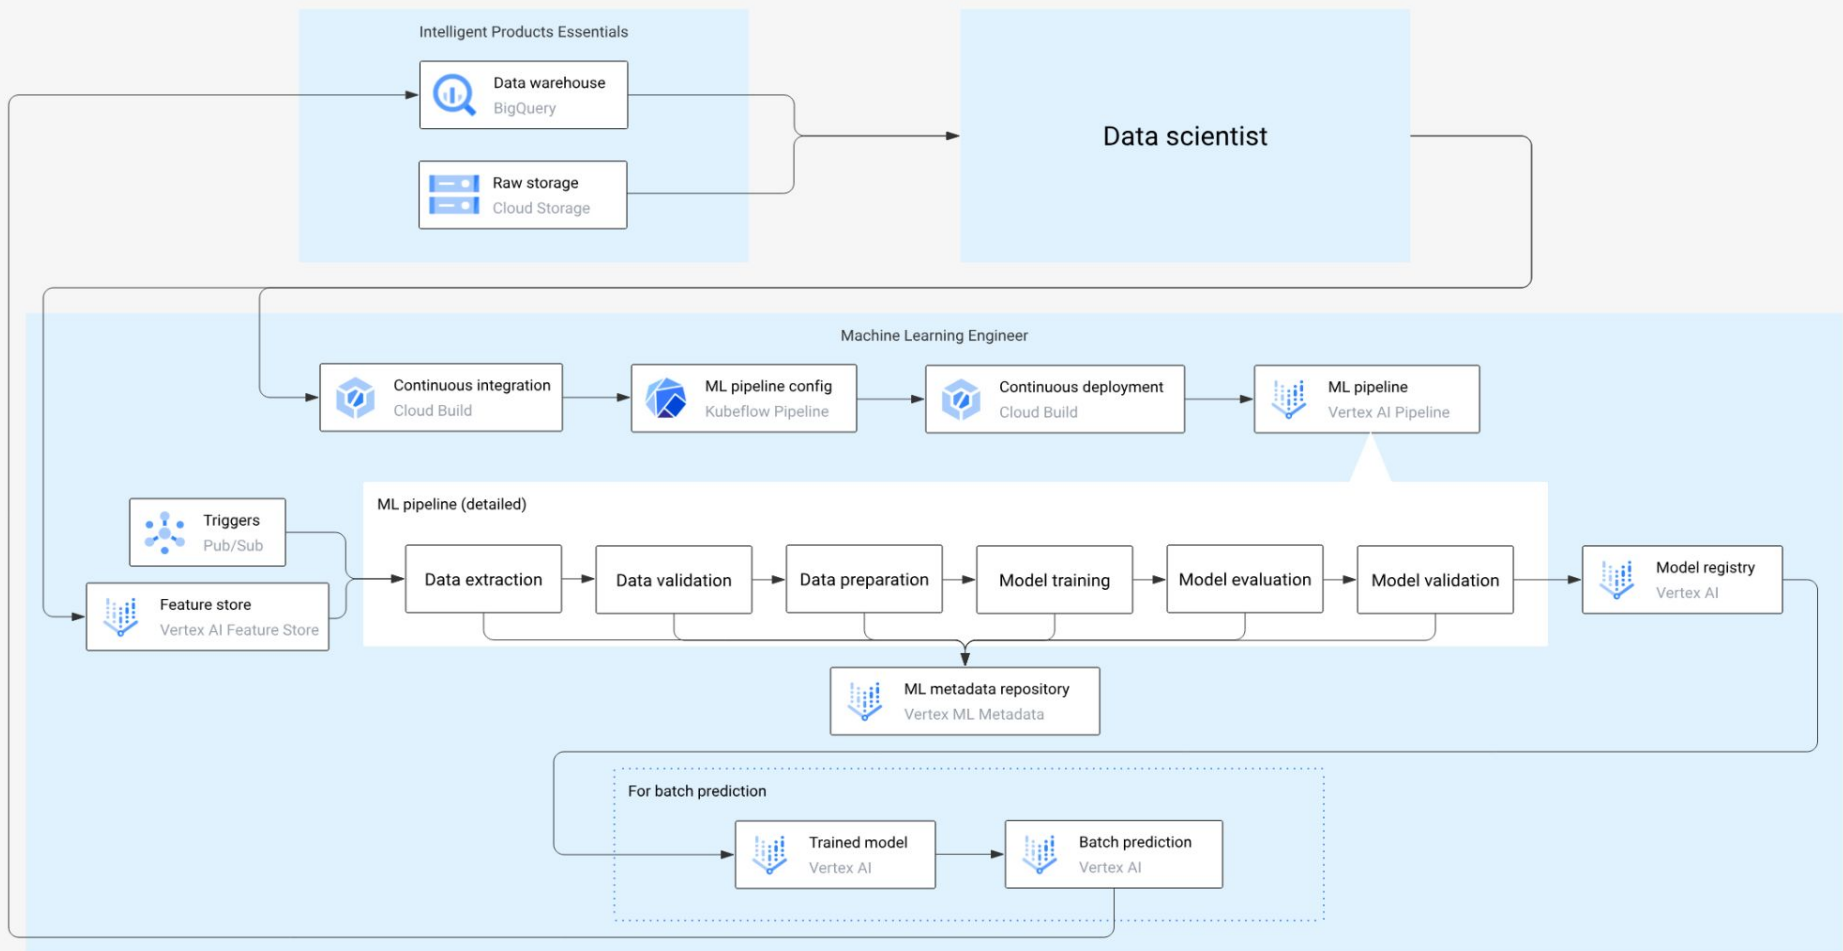 Intelligent Products Essentials
Data warehouse
BigQuery
Raw storage
Cloud Storage
Data scientist
Machine Learning Engineer
Continuous integration
Cloud Build
ML pipeline config
Kubeflow Pipeline
Continuous deployment
Cloud Build
ML pipeline
Vertex AI Pipeline
Triggers
Pub/Sub
Feature store
Vertex AI Feature Store
ML pipeline (detailed)
Data extraction
Data validation
Data preparation
Model training
Model evaluation
Model validation
Model registry
Vertex AI
ML metadata repository
Vertex ML Metadata
For batch prediction
Trained model
Vertex AI
Batch prediction
Vertex AI